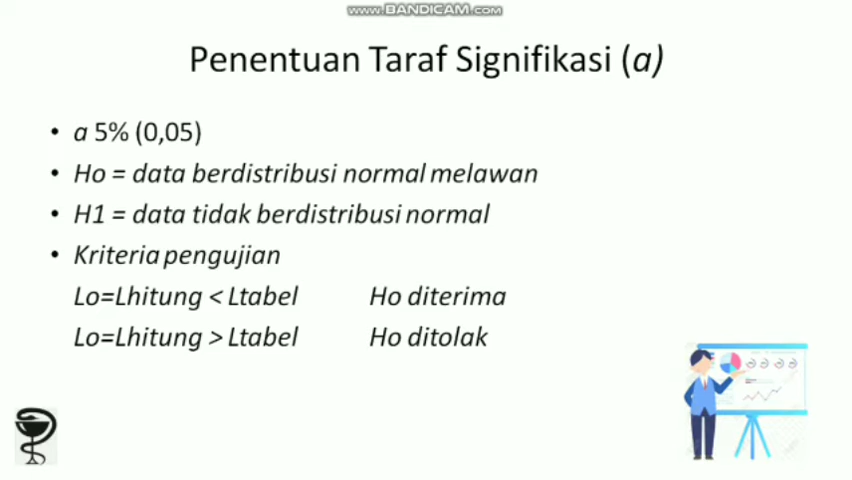 www.BANDICAM.com
Penentuan Taraf Signifikasi (a)
• a 5% (0,05)
• Ho = data berdistribusi normal melawan
• H1 = data tidak berdistribusi normal
• Kriteria pengujian
Lo=Lhitung < Ltabel Ho diterima
Lo=Lhitung > Ltabel Ho ditolak